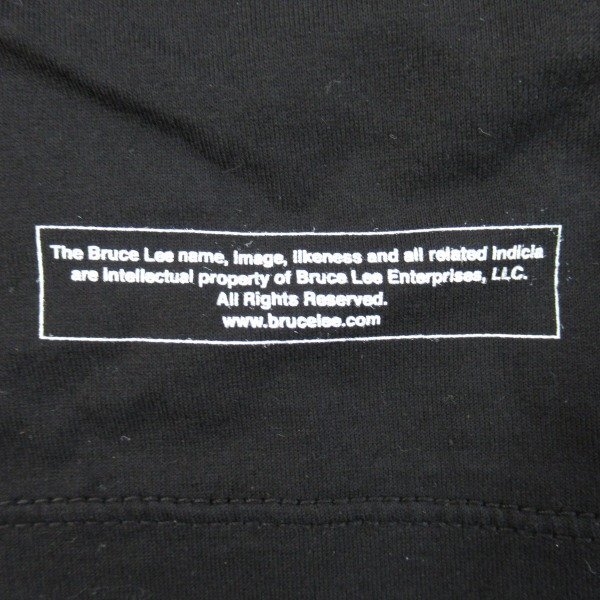 The Bruce Lee name, image, likeness and all related indicia
are intellectual property of Bruce Lee Enterprises, LLC.
All Rights Reserved.
www.brucelee.com